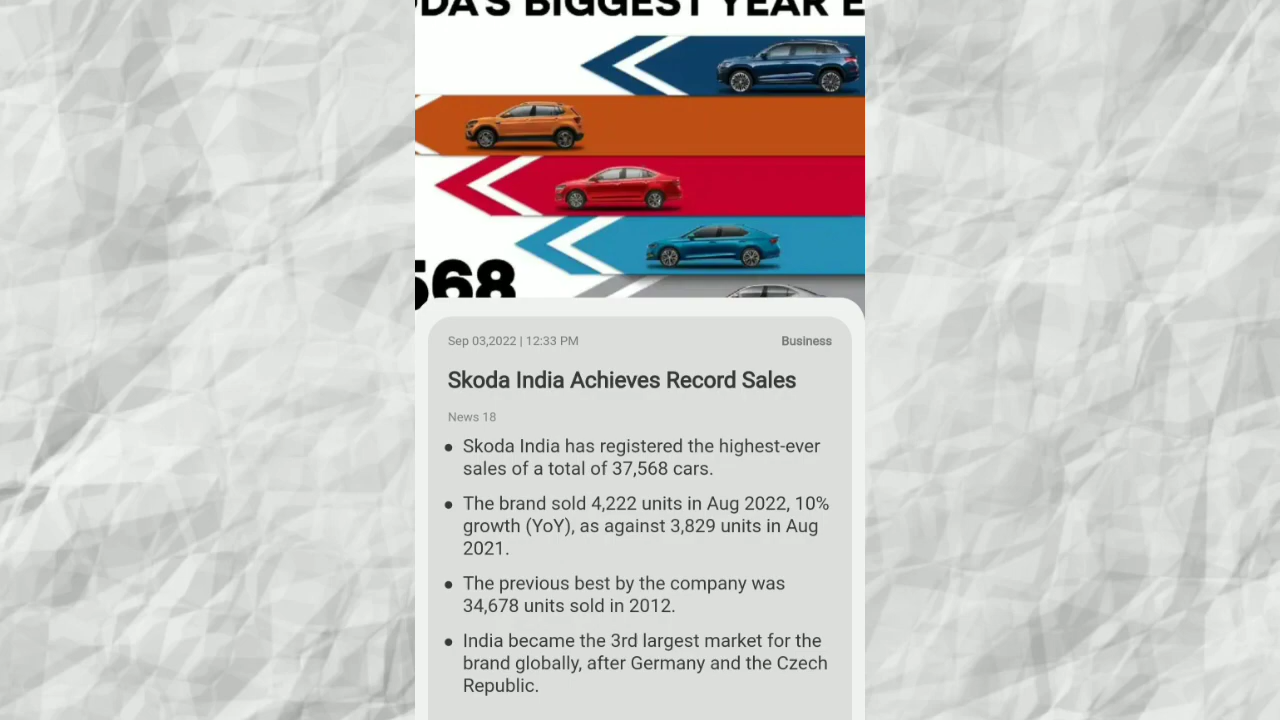 DA'S BIGGEST YEAR E
568
Sep 03,2022 | 12:33 PM
Business
Skoda India Achieves Record Sales
News 18
● Skoda India has registered the highest-ever
sales of a total of 37,568 cars.
● The brand sold 4,222 units in Aug 2022, 10%
growth (YoY), as against 3,829 units in Aug
2021.
● The previous best by the company was
34,678 units sold in 2012.
● India became the 3rd largest market for the
brand globally, after Germany and the Czech
Republic.